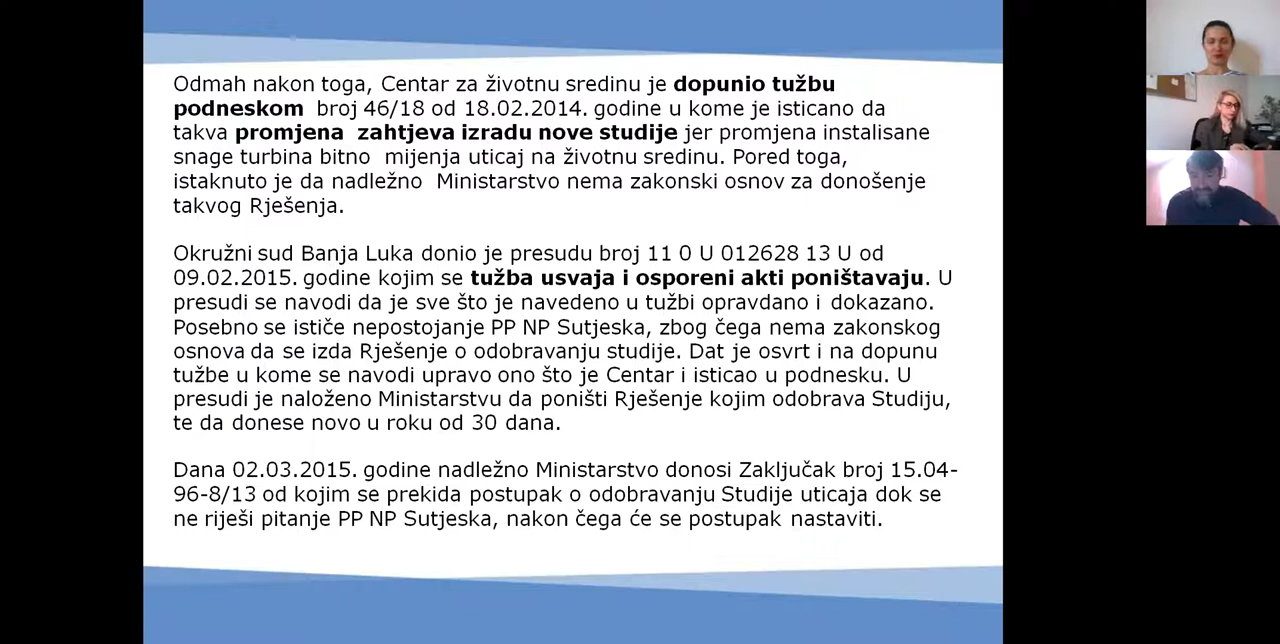 Odmah nakon toga, Centar za životnu sredinu je dopunio tužbu
podneskom broj 46/18 od 18.02.2014. godine u kome je isticano da
takva promjena zahtjeva izradu nove studije jer promjena instalisane
snage turbina bitno mijenja uticaj na životnu sredinu. Pored toga,
istaknuto je da nadležno Ministarstvo nema zakonski osnov za donošenje
takvog Rješenja.
Okružni sud Banja Luka donio je presudu broj 11 0 U 012628 13 U od
09.02.2015. godine kojim se tužba usvaja i osporeni akti poništavaju. U
presudi se navodi da je sve što je navedeno u tužbi opravdano i dokazano.
Posebno se ističe nepostojanje PP NP Sutjeska, zbog čega nema zakonskog
osnova da se izda Rješenje o odobravanju studije. Dat je osvrt i na dopunu
tužbe u kome se navodi upravo ono što je Centar i isticao u podnesku. U
presudi je naloženo Ministarstvu da poništi Rješenje kojim odobrava Studiju,
te da donese novo u roku od 30 dana.
Dana 02.03.2015. godine nadležno Ministarstvo donosi Zaključak broj 15.04-
96-8/13 od kojim se prekida postupak o odobravanju Studije uticaja dok se
ne riješi pitanje PP NP Sutjeska, nakon čega će se postupak nastaviti.